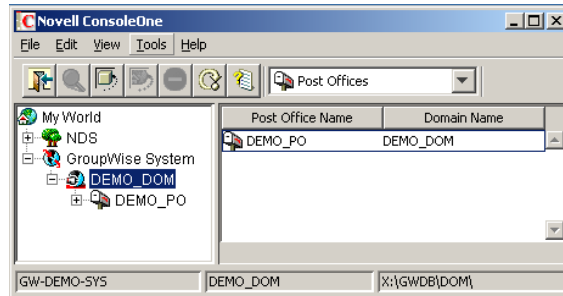 Novell ConsoleOne
File Edit View Tools Help
Post Offices
My World
NDS
GroupWise System
DEMO_DOM
DEMO_PO
Post Office Name Domain Name
DEMO_PO DEMO_DOM
GW-DEMO-SYS DEMO_DOM X:\GWDB\DOM\